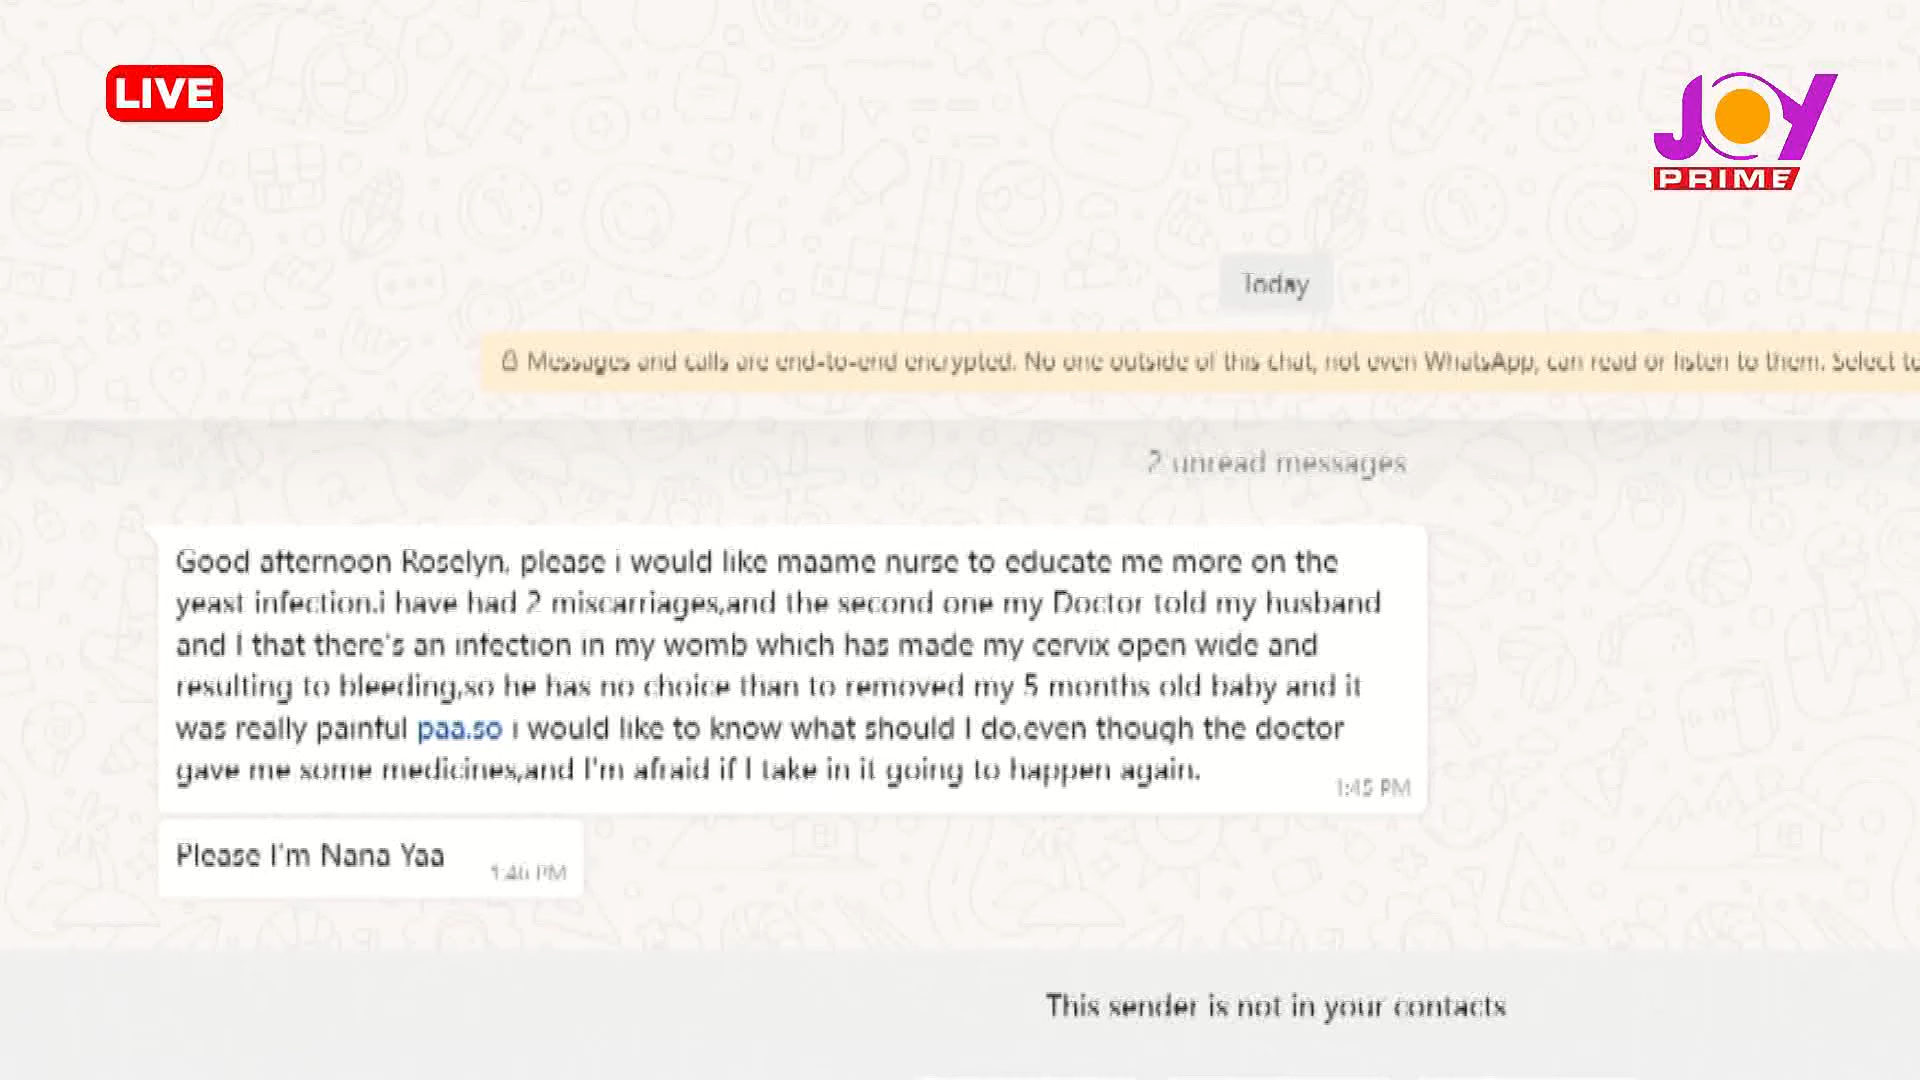 LIVE
JOY
PRIME
Today
Messages and calls are end-to-end encrypted. No one outside of this chat, not even WhatsApp, can read or listen to them. Select to
2 unread messages
Good afternoon Roselyn, please i would like maame nurse to educate me more on the
yeast infection.i have had 2 miscarriages,and the second one my Doctor told my husband
and I that there's an infection in my womb which has made my cervix open wide and
resulting to bleeding,so he has no choice than to removed my 5 months old baby and it
was really painful paa.so i would like to know what should I do.even though the doctor
gave me some medicines,and I'm afraid if I take in it going to happen again.
1:45 PM
Please I'm Nana Yaa
1:46 PM
This sender is not in your contacts